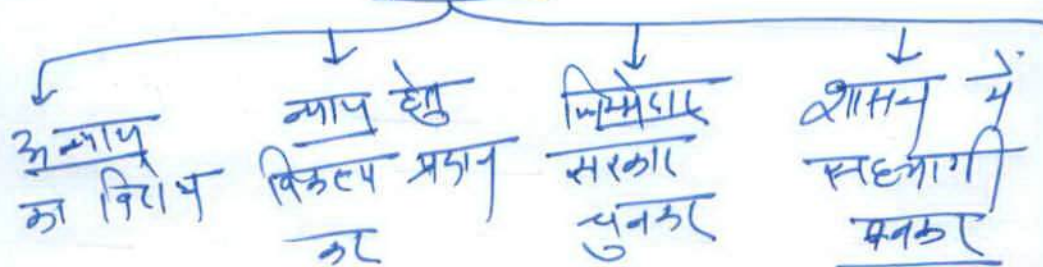 अन्याय
का विरोध
न्याय हेतु
विकल्प प्रदान
कर
जिम्मेदार
सरकार
चुनकर
शासन में
सहभागी
बनकर